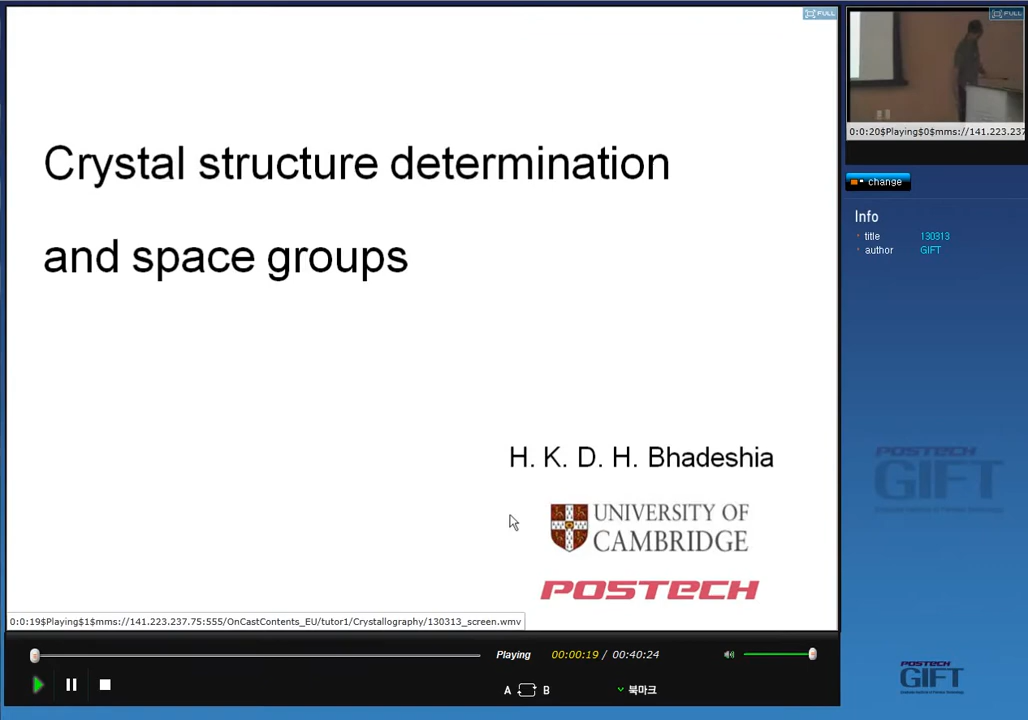 FULL
FULL
Crystal structure determination
and space groups
H. K. D. H. Bhadeshia
UNIVERSITY OF
CAMBRIDGE
POSTECH
0:0:19$Playing$1$mms://141.223.237.75:555/OnCastContents_EU/tutor1/Crystallography/130313_screen.wmv
0:0:20$Playing$0$mms://141.223.237
change
Info
title 130313
author GIFT
POSTECH
GIFT
Playing 00:00:19 / 00:40:24
A B 북마크
POSTECH
GIFT